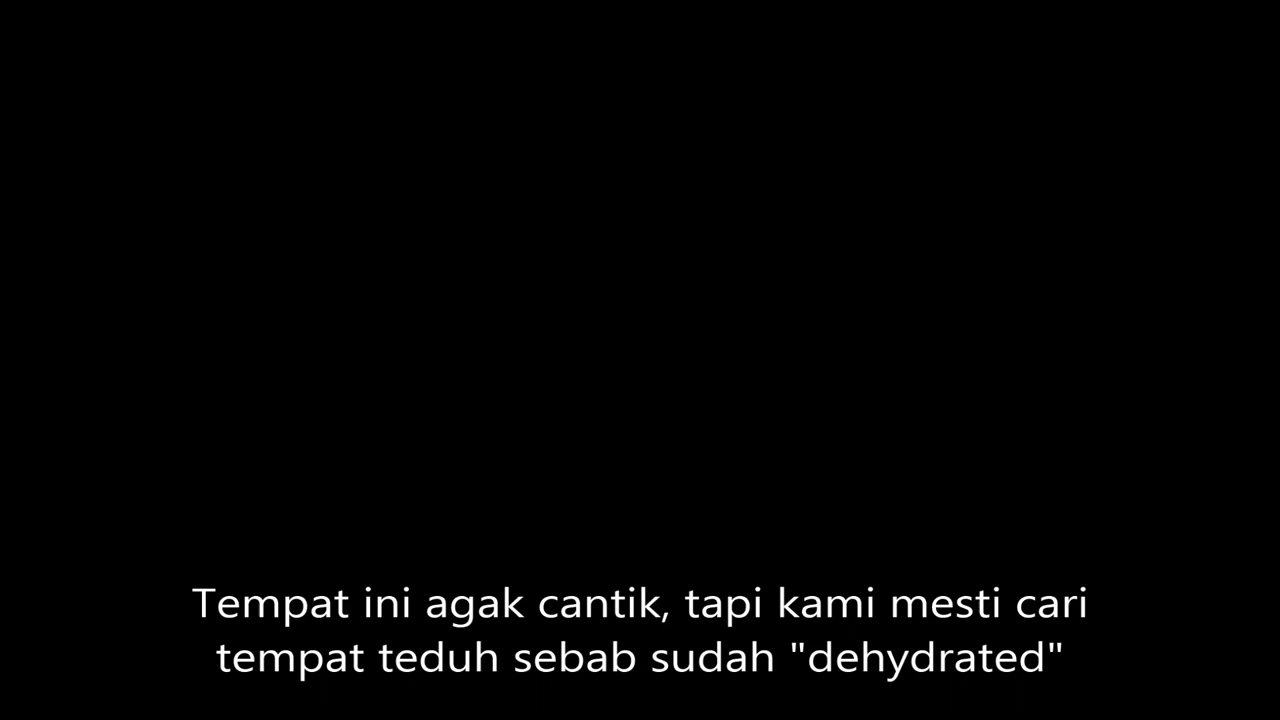 Tempat ini agak cantik, tapi kami mesti cari
tempat teduh sebab sudah "dehydrated"